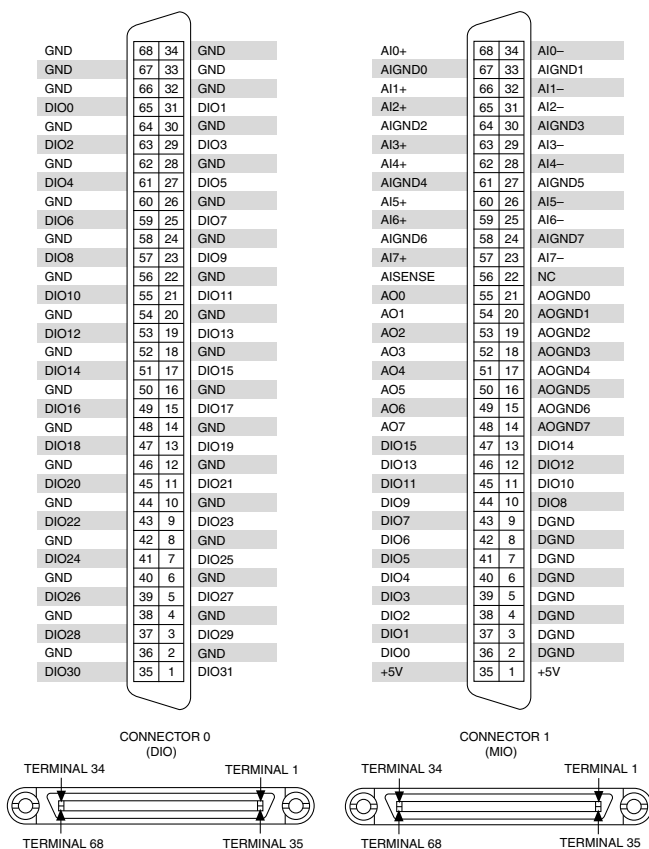 GND 68 34 GND
GND 67 33 GND
GND 66 32 GND
DIO0 65 31 DIO1
GND 64 30 GND
DIO2 63 29 DIO3
GND 62 28 GND
DIO4 61 27 DIO5
GND 60 26 GND
DIO6 59 25 DIO7
GND 58 24 GND
DIO8 57 23 DIO9
GND 56 22 GND
DIO10 55 21 DIO11
GND 54 20 GND
DIO12 53 19 DIO13
GND 52 18 GND
DIO14 51 17 DIO15
GND 50 16 GND
DIO16 49 15 DIO17
GND 48 14 GND
DIO18 47 13 DIO19
GND 46 12 GND
DIO20 45 11 DIO21
GND 44 10 GND
DIO22 43 9 DIO23
GND 42 8 GND
DIO24 41 7 DIO25
GND 40 6 GND
DIO26 39 5 DIO27
GND 38 4 GND
DIO28 37 3 DIO29
GND 36 2 GND
DIO30 35 1 DIO31
CONNECTOR 0
(DIO)
TERMINAL 34 TERMINAL 1
TERMINAL 68 TERMINAL 35
AI0+ 68 34 AI0–
AIGND0 67 33 AIGND1
AI1+ 66 32 AI1–
AI2+ 65 31 AI2–
AIGND2 64 30 AIGND3
AI3+ 63 29 AI3–
AI4+ 62 28 AI4–
AIGND4 61 27 AIGND5
AI5+ 60 26 AI5–
AI6+ 59 25 AI6–
AIGND6 58 24 AIGND7
AI7+ 57 23 AI7–
AISENSE 56 22 NC
AO0 55 21 AOGND0
AO1 54 20 AOGND1
AO2 53 19 AOGND2
AO3 52 18 AOGND3
AO4 51 17 AOGND4
AO5 50 16 AOGND5
AO6 49 15 AOGND6
AO7 48 14 AOGND7
DIO15 47 13 DIO14
DIO13 46 12 DIO12
DIO11 45 11 DIO10
DIO9 44 10 DIO8
DIO7 43 9 DGND
DIO6 42 8 DGND
DIO5 41 7 DGND
DIO4 40 6 DGND
DIO3 39 5 DGND
DIO2 38 4 DGND
DIO1 37 3 DGND
DIO0 36 2 DGND
+5V 35 1 +5V
CONNECTOR 1
(MIO)
TERMINAL 34 TERMINAL 1
TERMINAL 68 TERMINAL 35